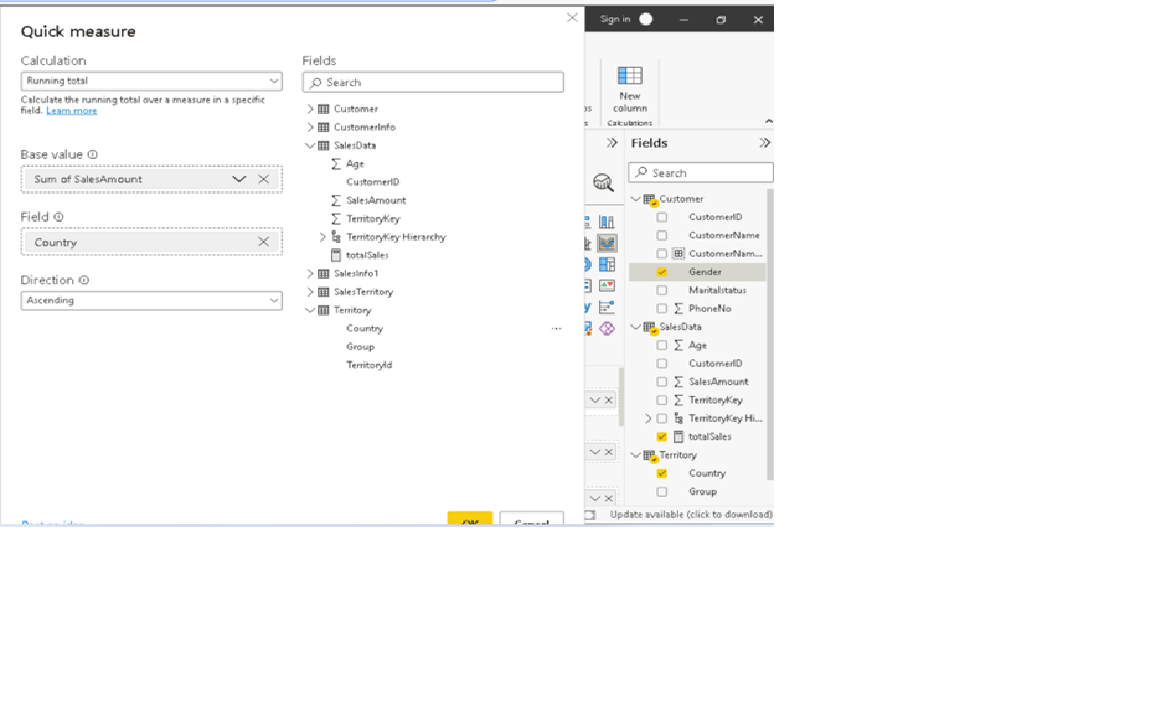 Quick measure
Calculation
Running total
Calculate the running total over a measure in a specific
field. Learn more
Base value
Sum of SalesAmount
Field
Country
Direction
Ascending
Fields
Search
Customer
CustomerInfo
SalesData
Age
CustomerID
SalesAmount
TerritoryKey
TerritoryKey Hierarchy
totalSales
SalesInfo1
SalesTerritory
Territory
Country
Group
TerritoryId
OK
Cancel
Sign in
New
column
Calculations
Fields
Search
Customer
CustomerID
CustomerName
CustomerNam...
Gender
Maritalstatus
PhoneNo
SalesData
Age
CustomerID
SalesAmount
TerritoryKey
TerritoryKey Hi...
totalSales
Territory
Country
Group
Update available (click to download)